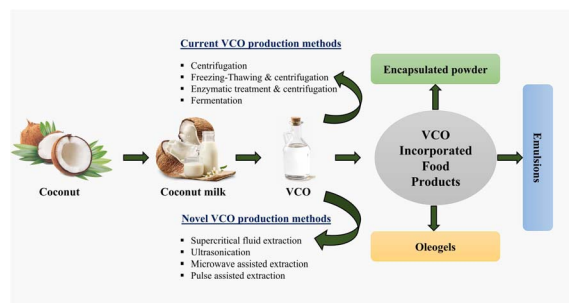 Current VCO production methods
▪ Centrifugation
▪ Freezing-Thawing & centrifugation
▪ Enzymatic treatment & centrifugation
▪ Fermentation
Encapsulated powder
Coconut
Coconut milk
VCO
VCO
Incorporated
Food
Products
Emulsions
Novel VCO production methods
▪ Supercritical fluid extraction
▪ Ultrasonication
▪ Microwave assisted extraction
▪ Pulse assisted extraction
Oleogels